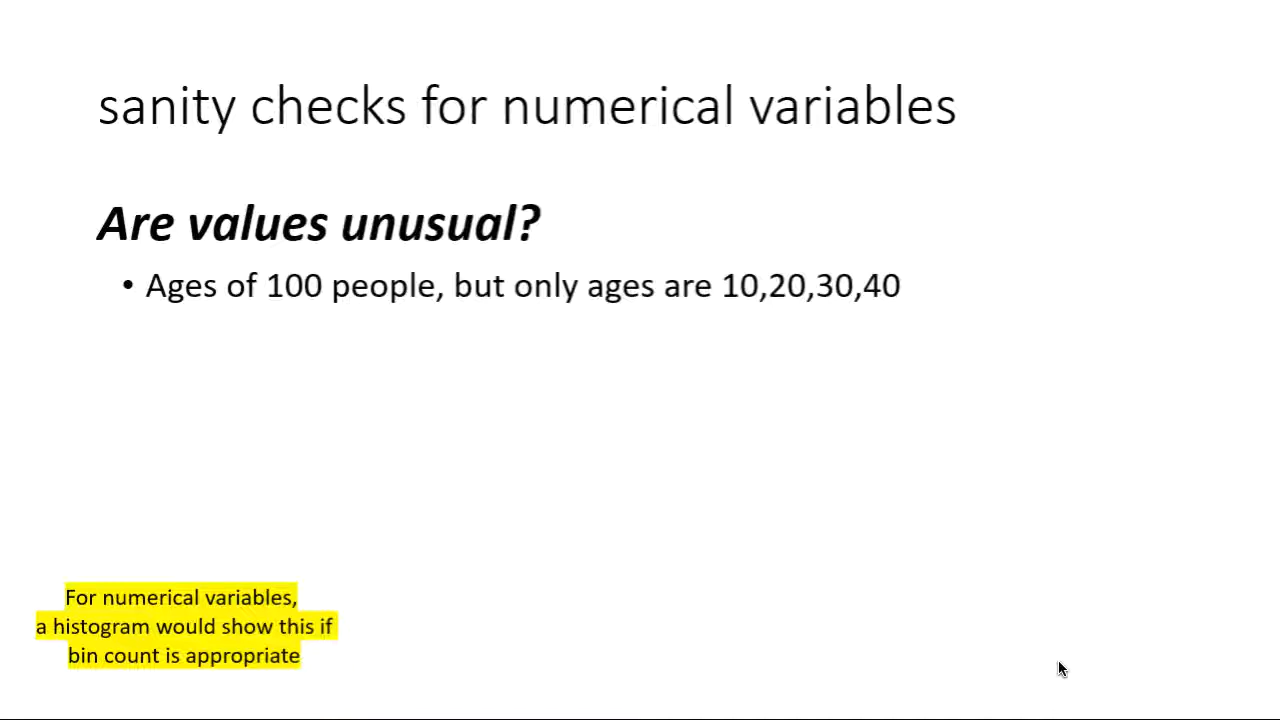 sanity checks for numerical variables
Are values unusual?
• Ages of 100 people, but only ages are 10,20,30,40
For numerical variables,
a histogram would show this if
bin count is appropriate